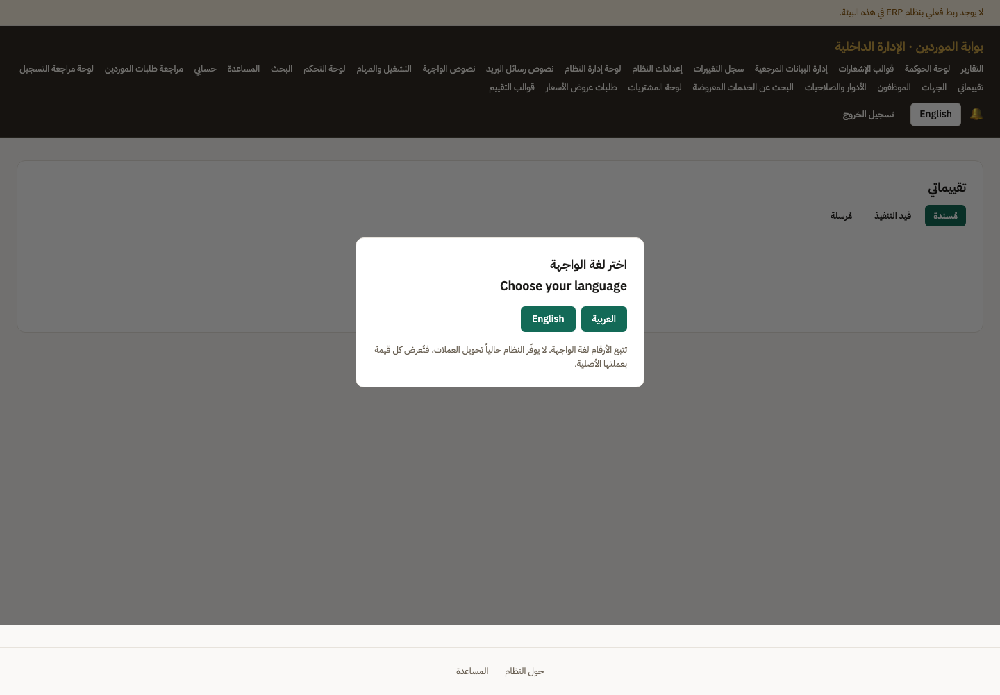 لا يوجد ربط فعلي بنظام ERP في هذه البيئة.
بوابة الموردين · الإدارة الداخلية
التقارير لوحة الحوكمة قوالب الإشعارات إدارة البيانات المرجعية سجل التغييرات إعدادات النظام لوحة إدارة النظام نصوص رسائل البريد نصوص الواجهة التشغيل والمهام لوحة التحكم البحث المساعدة حسابي مراجعة طلبات الموردين لوحة مراجعة التسجيل
تقييماتي الجهات الموظفون الأدوار والصلاحيات البحث عن الخدمات المعروضة لوحة المشتريات طلبات عروض الأسعار قوالب التقييم
English تسجيل الخروج
تقييماتي
مُسندة قيد التنفيذ مُرسلة
اختر لغة الواجهة
Choose your language
العربية English
تتبع الأرقام لغة الواجهة. لا يوفّر النظام حالياً تحويل العملات، فتُعرض كل قيمة
بعملتها الأصلية.
حول النظام المساعدة